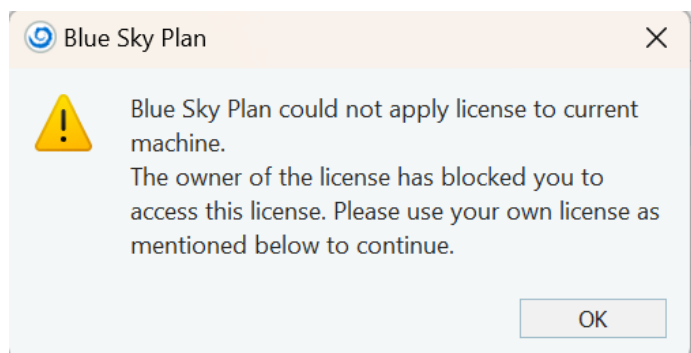 Blue Sky Plan
Blue Sky Plan could not apply license to current
machine.
The owner of the license has blocked you to
access this license. Please use your own license as
mentioned below to continue.
OK